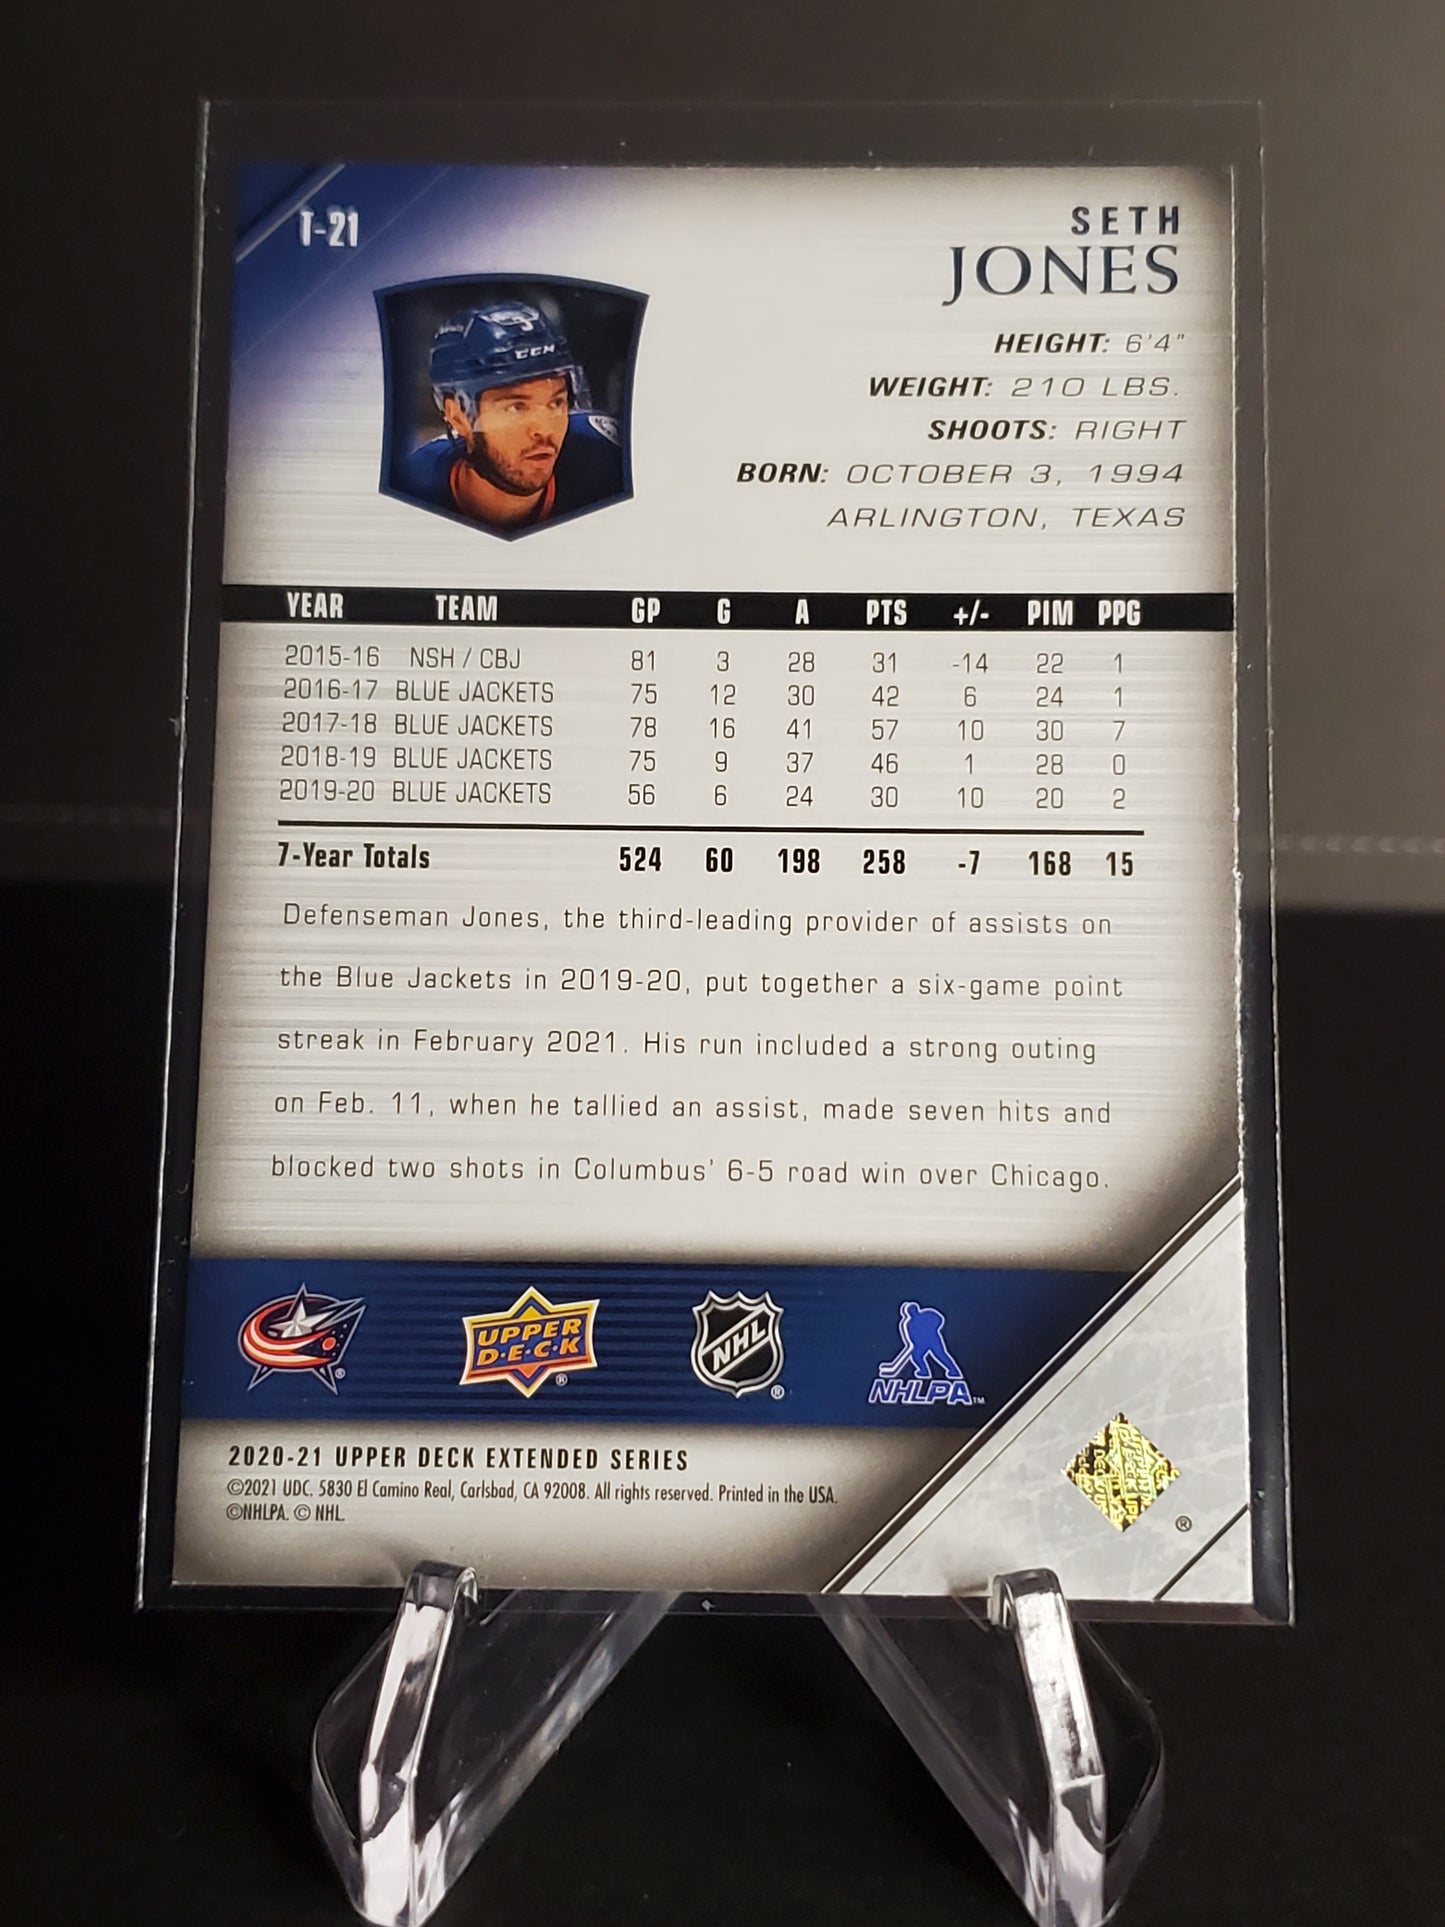 T-21
SETH
JONES
CCM
HEIGHT: 6'4"
WEIGHT: 210 LBS.
SHOOTS: RIGHT
BORN: OCTOBER 3, 1994
ARLINGTON, TEXAS
YEAR TEAM GP G A PTS +/- PIM PPG
2015-16 NSH / CBJ 81 3 28 31 -14 22 1
2016-17 BLUE JACKETS 75 12 30 42 6 24 1
2017-18 BLUE JACKETS 78 16 41 57 10 30 7
2018-19 BLUE JACKETS 75 9 37 46 1 28 0
2019-20 BLUE JACKETS 56 6 24 30 10 20 2
7-Year Totals 524 60 198 258 -7 168 15
Defenseman Jones, the third-leading provider of assists on
the Blue Jackets in 2019-20, put together a six-game point
streak in February 2021. His run included a strong outing
on Feb. 11, when he tallied an assist, made seven hits and
blocked two shots in Columbus' 6-5 road win over Chicago.
®
UPPER
D·E·C·K
®
NHL
®
NHLPA™
2020-21 UPPER DECK EXTENDED SERIES
©2021 UDC. 5830 El Camino Real, Carlsbad, CA 92008. All rights reserved. Printed in the USA.
©NHLPA. © NHL.
®